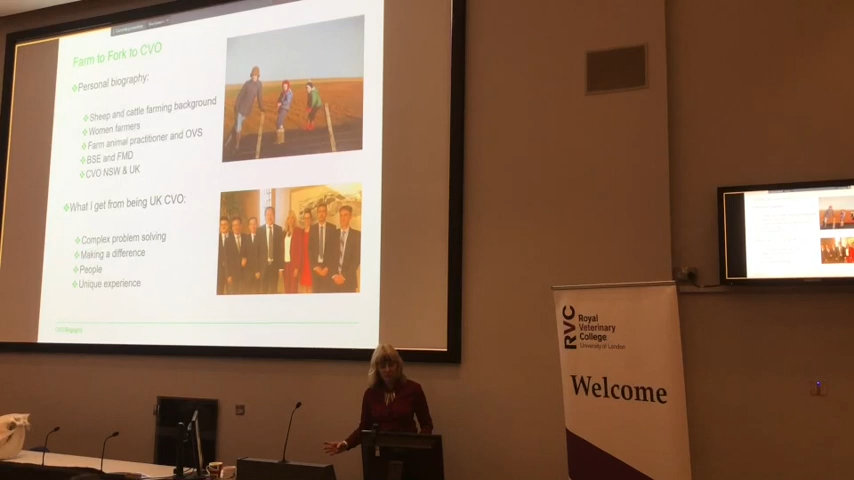 Farm to Fork to CVO
Personal biography:
Sheep and cattle farming background
Women farmers
Farm animal practitioner and OVS
BSE and FMD
CVO NSW & UK
What I get from being UK CVO:
Complex problem solving
Making a difference
People
Unique experience
RVC
Royal
Veterinary
College
University of London
Welcome